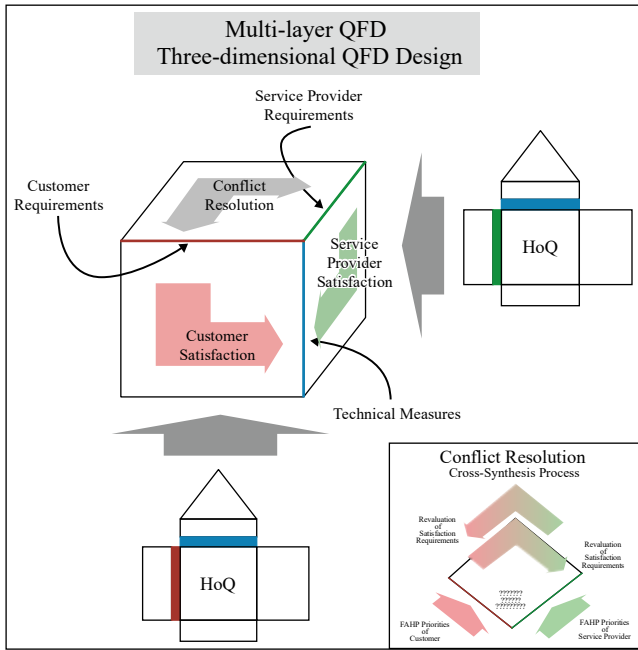 Multi-layer QFD
Three-dimensional QFD Design
Service Provider
Requirements
Customer
Requirements
Conflict
Resolution
Service
Provider
Satisfaction
HoQ
Customer
Satisfaction
Technical Measures
HoQ
Conflict Resolution
Cross-Synthesis Process
Revaluation
of
Satisfaction
Requirements
Revaluation
of
Satisfaction
Requirements
???????
??????
?????????
FAHP Priorities
of
Customer
FAHP Priorities
of
Service Provider